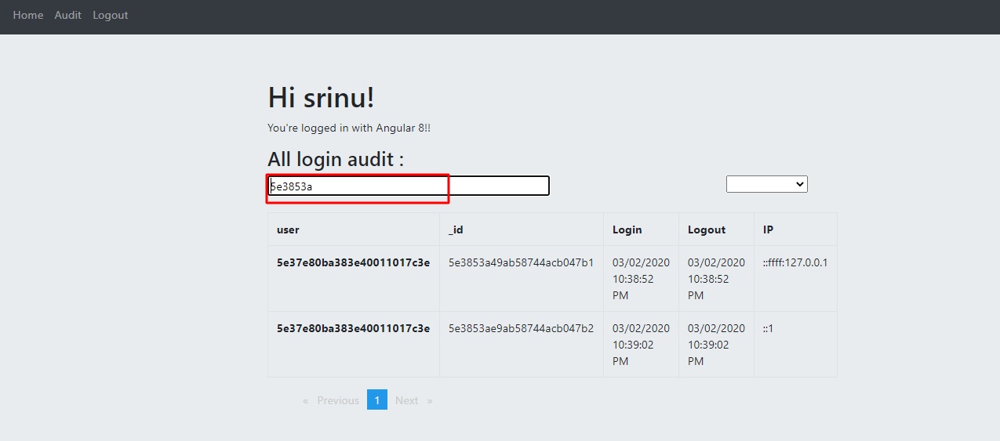 Home Audit Logout
Hi srinu!
You're logged in with Angular 8!!
All login audit :
5e3853a
user _id Login Logout IP
5e37e80ba383e40011017c3e 5e3853a49ab58744acb047b1 03/02/2020 10:38:52 PM 03/02/2020 10:38:52 PM ::ffff:127.0.0.1
5e37e80ba383e40011017c3e 5e3853ae9ab58744acb047b2 03/02/2020 10:39:02 PM 03/02/2020 10:39:02 PM ::1
« Previous 1 Next »